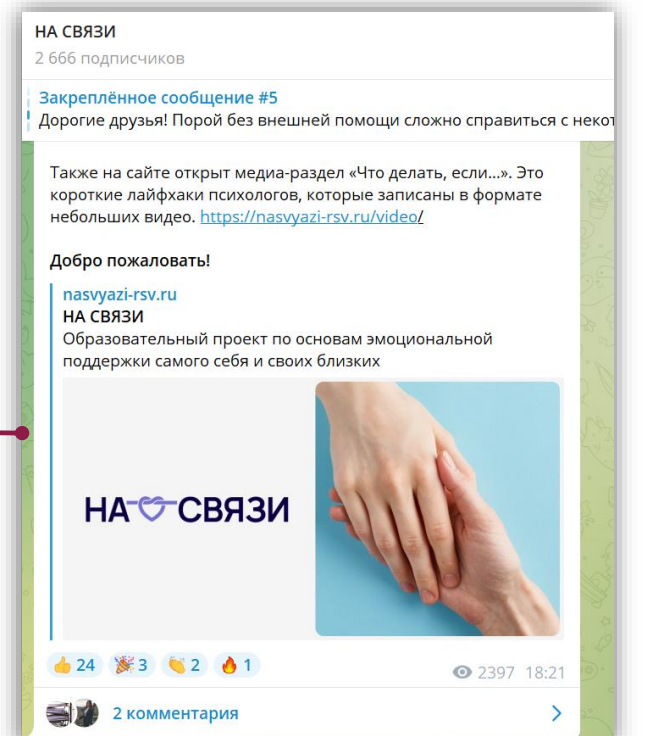 НА СВЯЗИ
2 666 подписчиков
Закреплённое сообщение #5
Дорогие друзья! Порой без внешней помощи сложно справиться с некот
Также на сайте открыт медиа-раздел «Что делать, если...». Это
короткие лайфхаки психологов, которые записаны в формате
небольших видео. https://nasvyazi-rsv.ru/video/
Добро пожаловать!
nasvyazi-rsv.ru
НА СВЯЗИ
Образовательный проект по основам эмоциональной
поддержки самого себя и своих близких
НА СВЯЗИ
👍 24 🎉 3 👏 2 🔥 1
2397 18:21
2 комментария